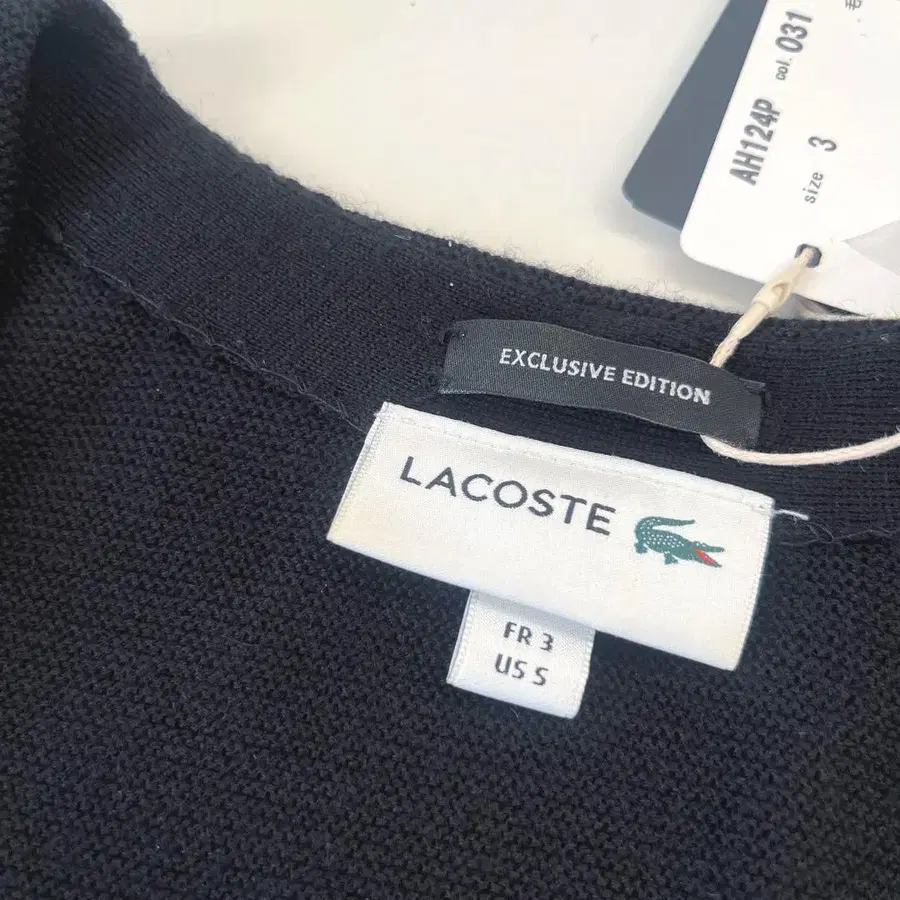 AH124P col. 031
size 3
EXCLUSIVE EDITION
LACOSTE
FR 3
US S